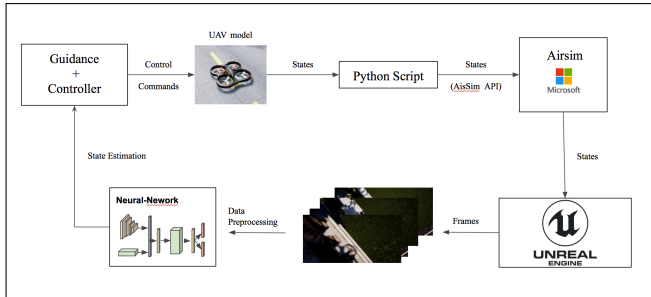 UAV model
Guidance
+
Controller
Control
Commands
States
Python Script
States
(AisSim API)
Airsim
Microsoft
States
UNREAL
ENGINE
Frames
Data
Preprocessing
Neural-Nework
State Estimation